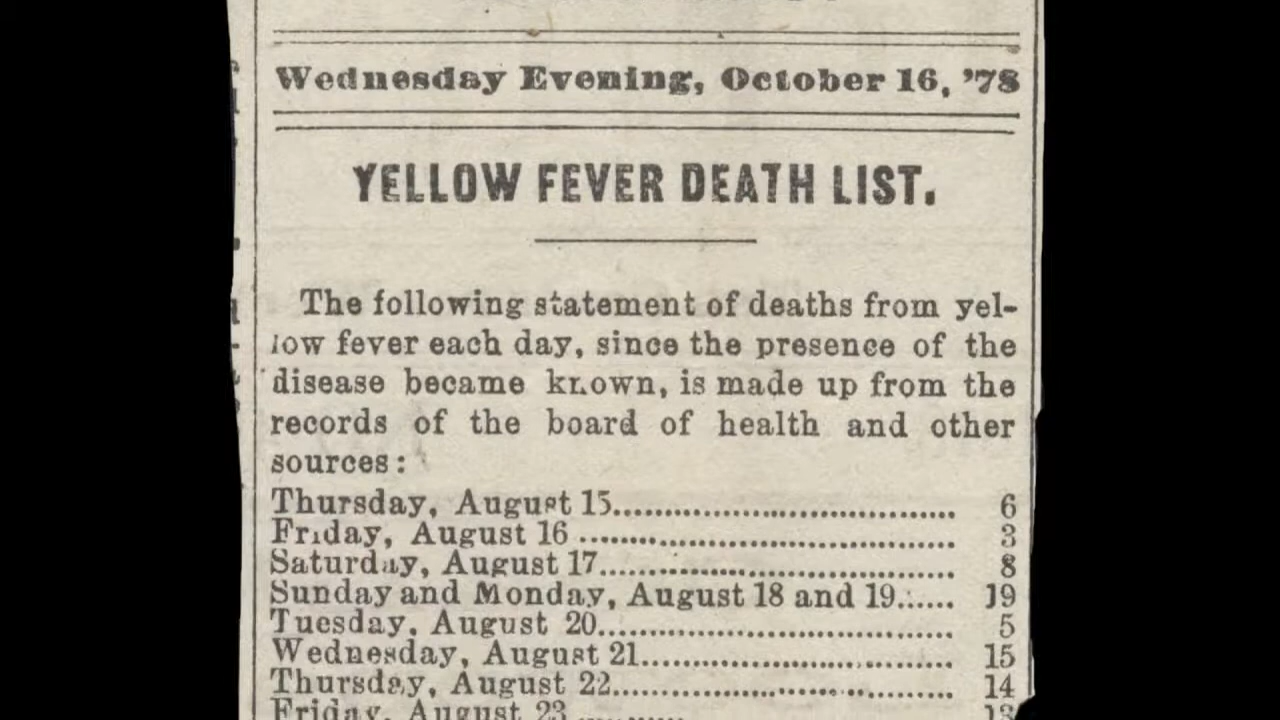 Wednesday Evening, October 16, '78
YELLOW FEVER DEATH LIST.
The following statement of deaths from yel-
low fever each day, since the presence of the
disease became known, is made up from the
records of the board of health and other
sources:
Thursday, August 15........................................ 6
Friday, August 16 ........................................ 3
Saturday, August 17........................................ 8
Sunday and Monday, August 18 and 19...... 19
Tuesday, August 20........................................ 5
Wednesday, August 21.................................... 15
Thursday, August 22........................................ 14
Friday, August 23 ..........